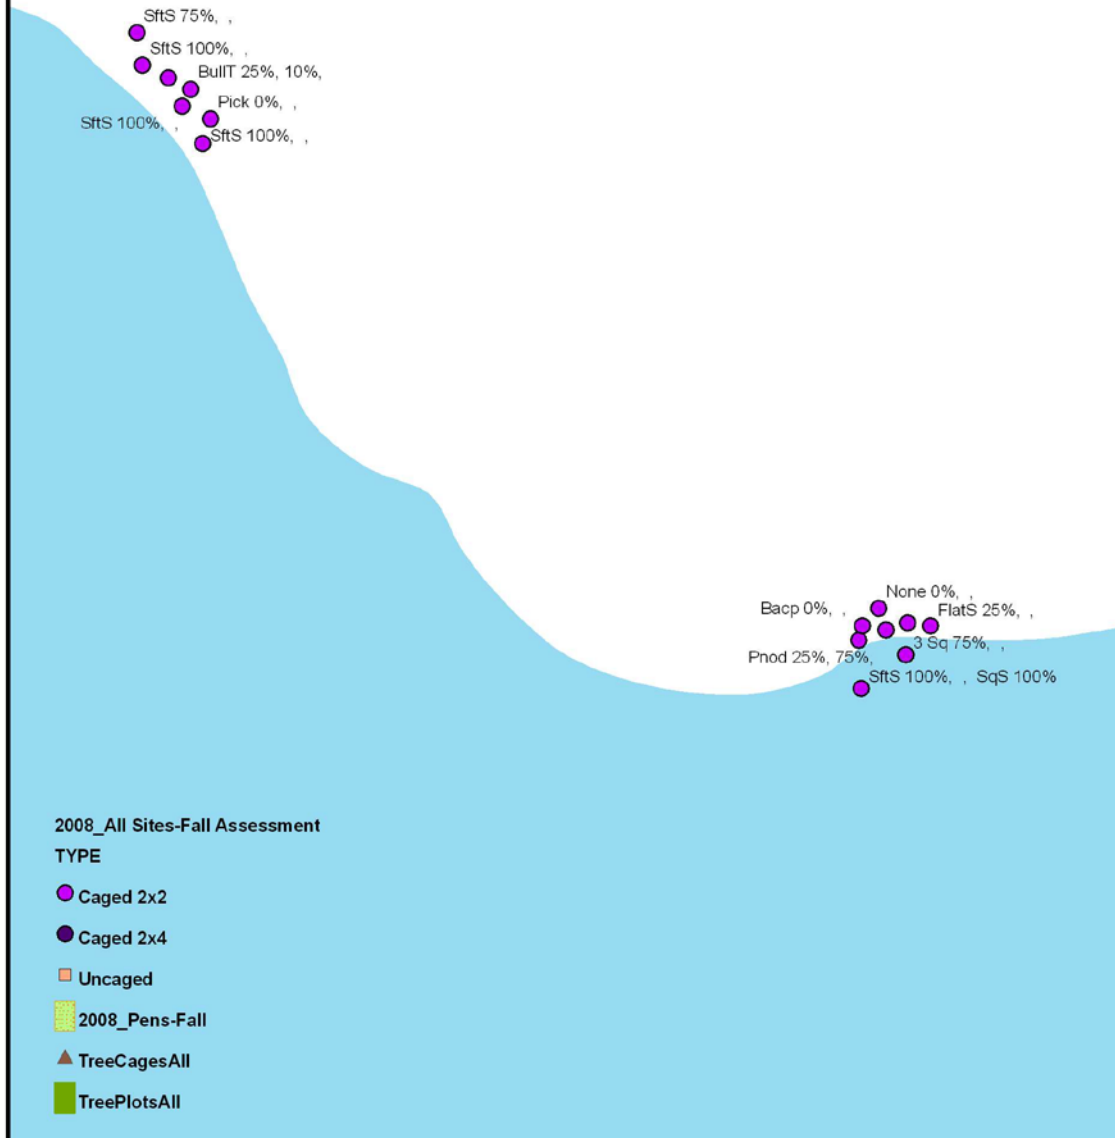 SftS 75%, ,
SftS 100%, ,
BullT 25%, 10%,
Pick 0%, ,
SftS 100%, ,
SftS 100%, ,
None 0%, ,
Bacp 0%, ,
FlatS 25%, ,
3 Sq 75%, ,
Pnod 25%, 75%,
SftS 100%, , SqS 100%
2008_All Sites-Fall Assessment
TYPE
Caged 2x2
Caged 2x4
Uncaged
2008_Pens-Fall
TreeCagesAll
TreePlotsAll